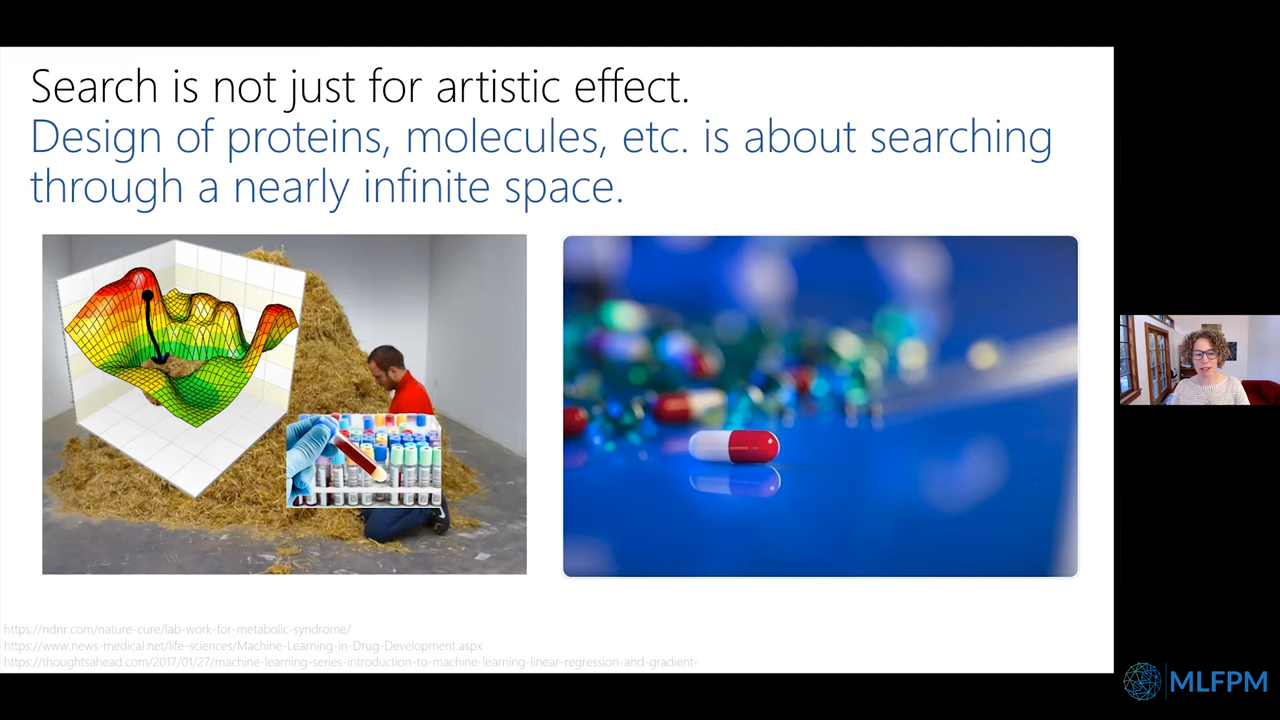 Search is not just for artistic effect.
Design of proteins, molecules, etc. is about searching
through a nearly infinite space.
https://ndnr.com/nature-cure/lab-work-for-metabolic-syndrome/
https://www.news-medical.net/life-sciences/Machine-Learning-in-Drug-Development.aspx
https://thoughtsahead.com/2017/01/27/machine-learning-series-introduction-to-machine-learning-linear-regression-and-gradient-
MLFPM